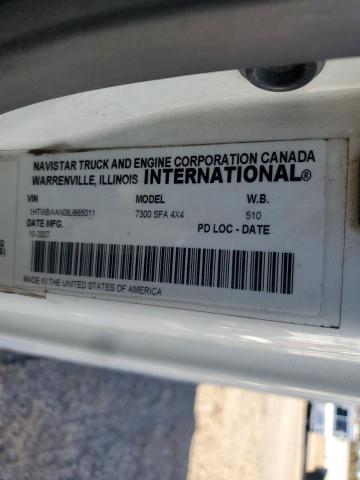 NAVISTAR TRUCK AND ENGINE CORPORATION CANADA
WARRENVILLE, ILLINOIS INTERNATIONAL®
VIN MODEL W.B.
1HTWBAAN08J665011 7300 SFA 4X4 510
DATE MFG. PD LOC - DATE
10-2007
MADE IN THE UNITED STATES OF AMERICA